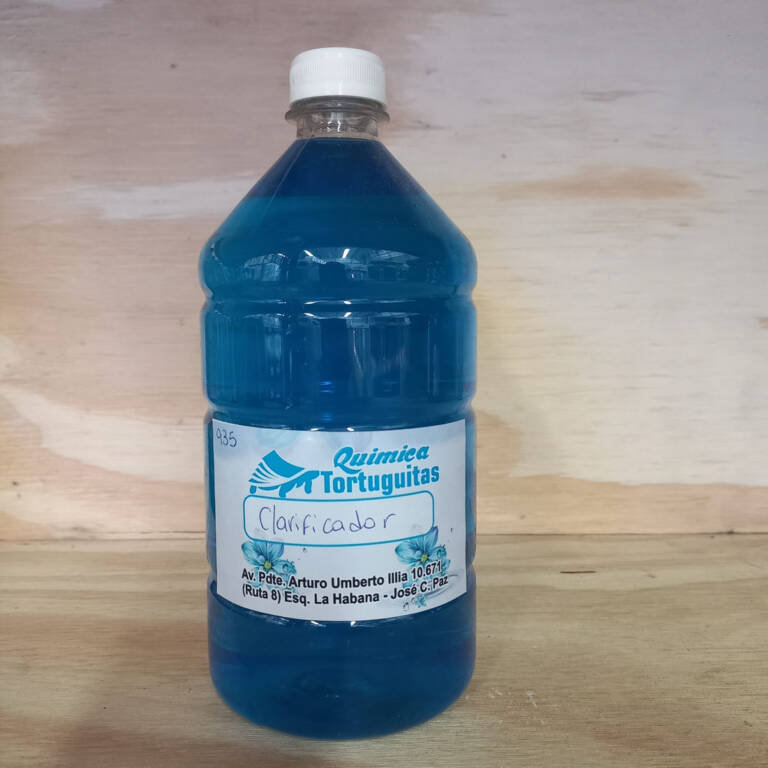 935
Quimica
Tortuguitas
Clarificador
Av. Pdte. Arturo Umberto Illia 10.671
(Ruta 8) Esq. La Habana - José C. Paz